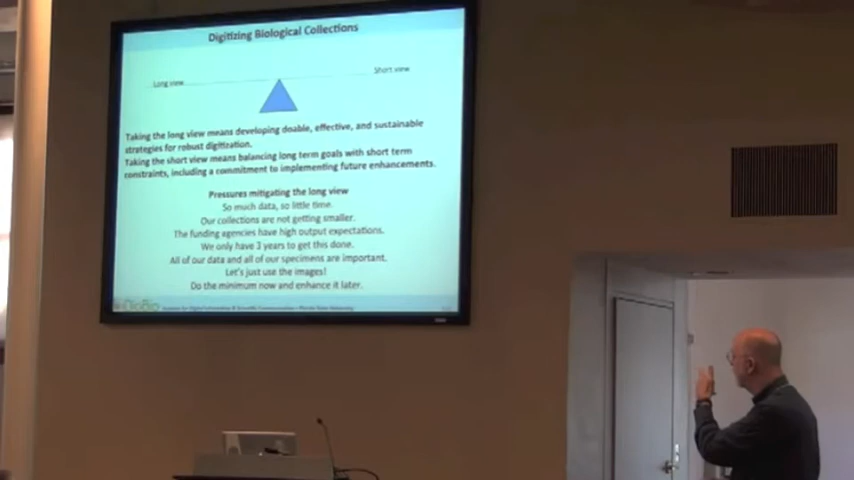 Digitizing Biological Collections
Long view
Short view
Taking the long view means developing doable, effective, and sustainable
strategies for robust digitization.
Taking the short view means balancing long term goals with short term
constraints, including a commitment to implementing future enhancements.
Pressures mitigating the long view
So much data, so little time.
Our collections are not getting smaller.
The funding agencies have high output expectations.
We only have 3 years to get this done.
All of our data and all of our specimens are important.
Let's just use the images!
Do the minimum now and enhance it later.
iDigBio